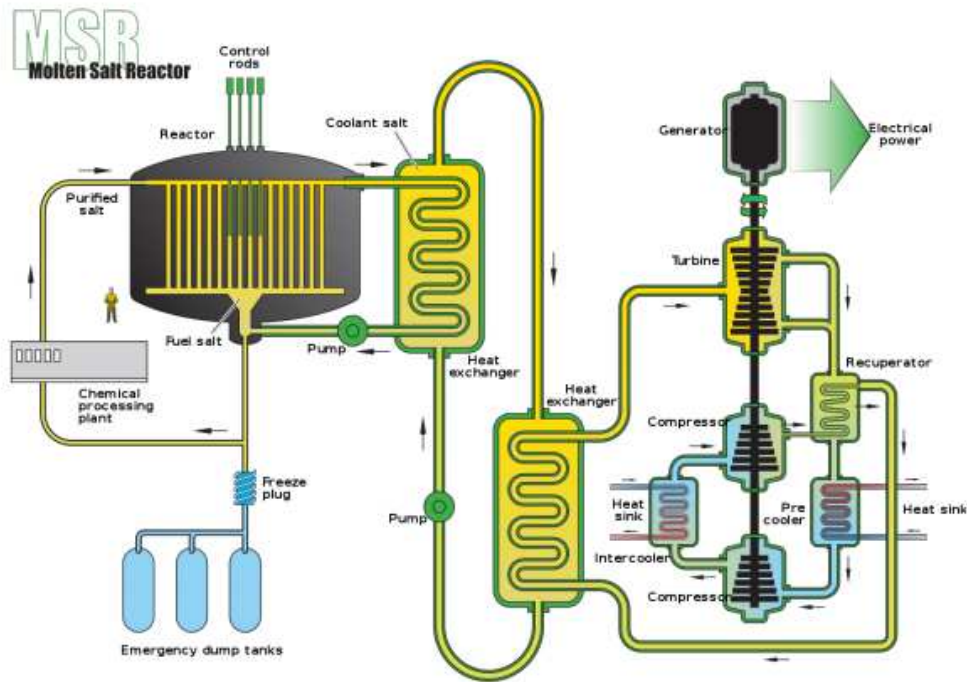 MSR
Molten Salt Reactor
Control
rods
Reactor
Coolant salt
Purified
salt
Fuel salt
Pump
Heat
exchanger
Chemical
processing
plant
Freeze
plug
Emergency dump tanks
Pump
Heat
exchanger
Generator
Electrical
power
Turbine
Recuperator
Compressor
Heat
sink
Intercooler
Pre
cooler
Heat sink
Compressor